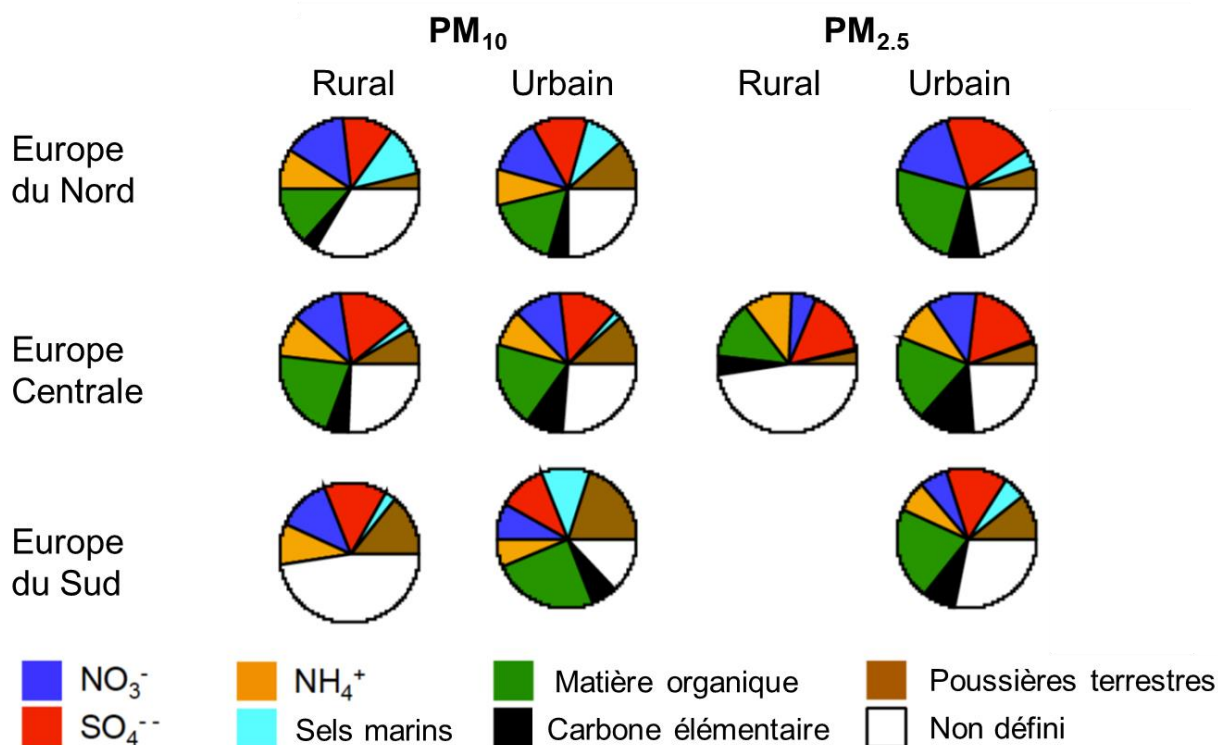 PM10 PM2.5
Rural Urbain Rural Urbain
Europe
du Nord
Europe
Centrale
Europe
du Sud
NO3- NH4+ Matière organique Poussières terrestres
SO4-- Sels marins Carbone élémentaire Non défini